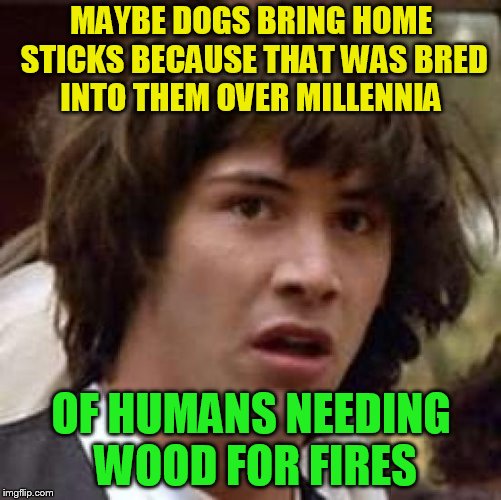 MAYBE DOGS BRING HOME
STICKS BECAUSE THAT WAS BRED
INTO THEM OVER MILLENNIA
OF HUMANS NEEDING
WOOD FOR FIRES
imgflip.com